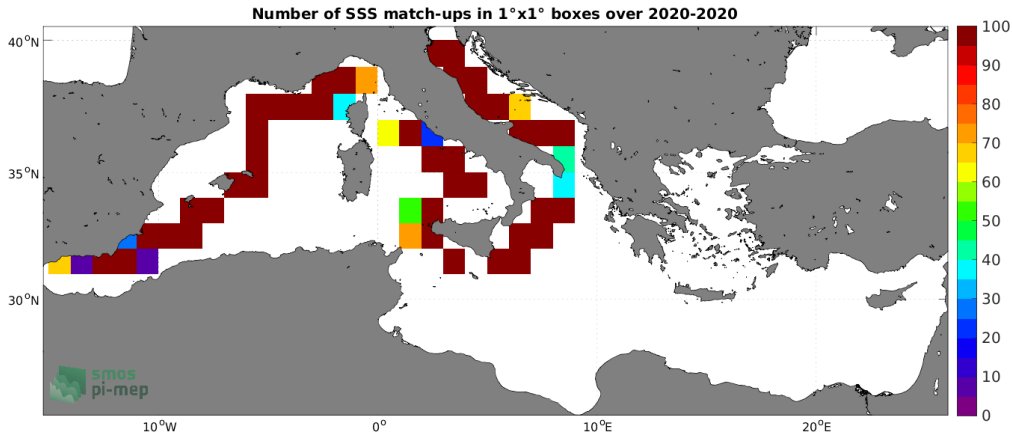 Number of SSS match-ups in 1°x1° boxes over 2020-2020
40°N
35°N
30°N
10°W
0°
10°E
20°E
100
90
80
70
60
50
40
30
20
10
0
smos
pi-mep